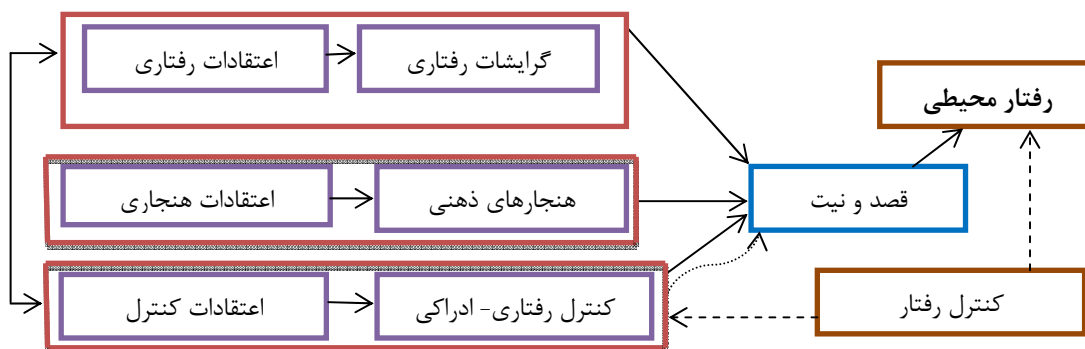 اعتقادات رفتاری
گرایشات رفتاری
رفتار محیطی
اعتقادات هنجاری
هنجارهای ذهنی
قصد و نیت
اعتقادات کنترل
کنترل رفتاری- ادراکی
کنترل رفتار